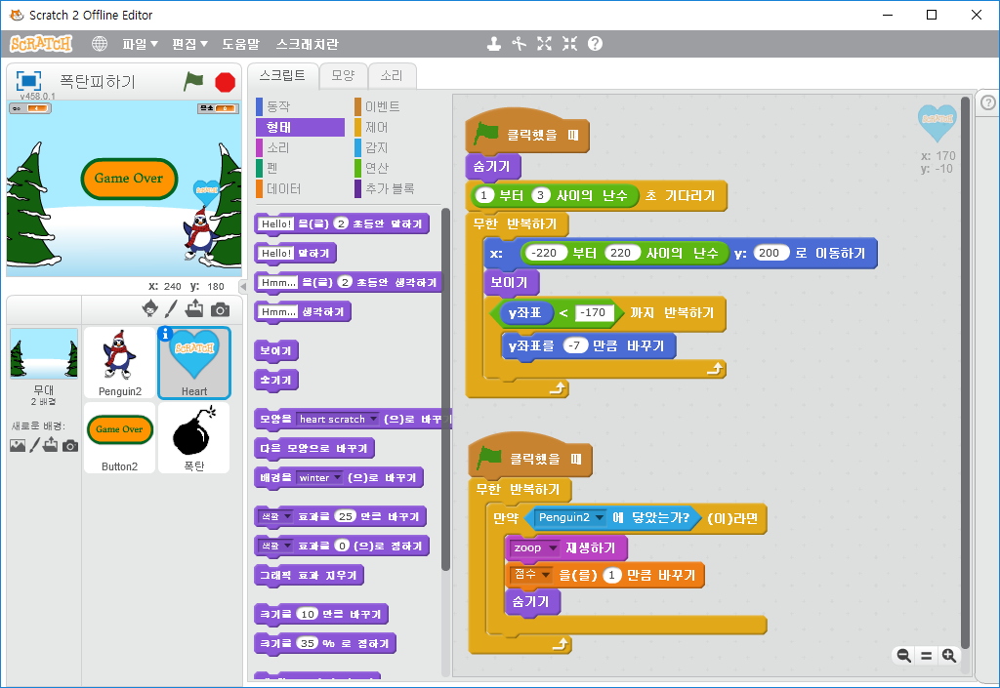 Scratch 2 Offline Editor
SCRATCH
파일▼ 편집▼ 도움말 스크래치란
폭탄피하기
v458.0.1
Game Over
SCRATCH
x: 240 y: 180
무대
2 배경
새로운 배경:
Penguin2
SCRATCH
Heart
Game Over
Button2
폭탄
스크립트
모양
소리
동작
이벤트
형태
제어
소리
감지
펜
연산
데이터
추가 블록
Hello! 을(를) 2 초동안 말하기
Hello! 말하기
Hmm... 을(를) 2 초동안 생각하기
Hmm... 생각하기
보이기
숨기기
모양을 heart scratch▼ (으)로 바꾸기
다음 모양으로 바꾸기
배경을 winter▼ (으)로 바꾸기
색깔▼ 효과를 25 만큼 바꾸기
색깔▼ 효과를 0 (으)로 정하기
그래픽 효과 지우기
크기를 10 만큼 바꾸기
크기를 35 % 로 정하기
클릭했을 때
숨기기
1 부터 3 사이의 난수 초 기다리기
무한 반복하기
x: -220 부터 220 사이의 난수 y: 200 로 이동하기
보이기
y좌표 < -170 까지 반복하기
y좌표를 -7 만큼 바꾸기
클릭했을 때
무한 반복하기
만약 Penguin2▼ 에 닿았는가? (이)라면
zoop▼ 재생하기
점수▼ 을(를) 1 만큼 바꾸기
숨기기
SCRATCH
x: 170
y: -10